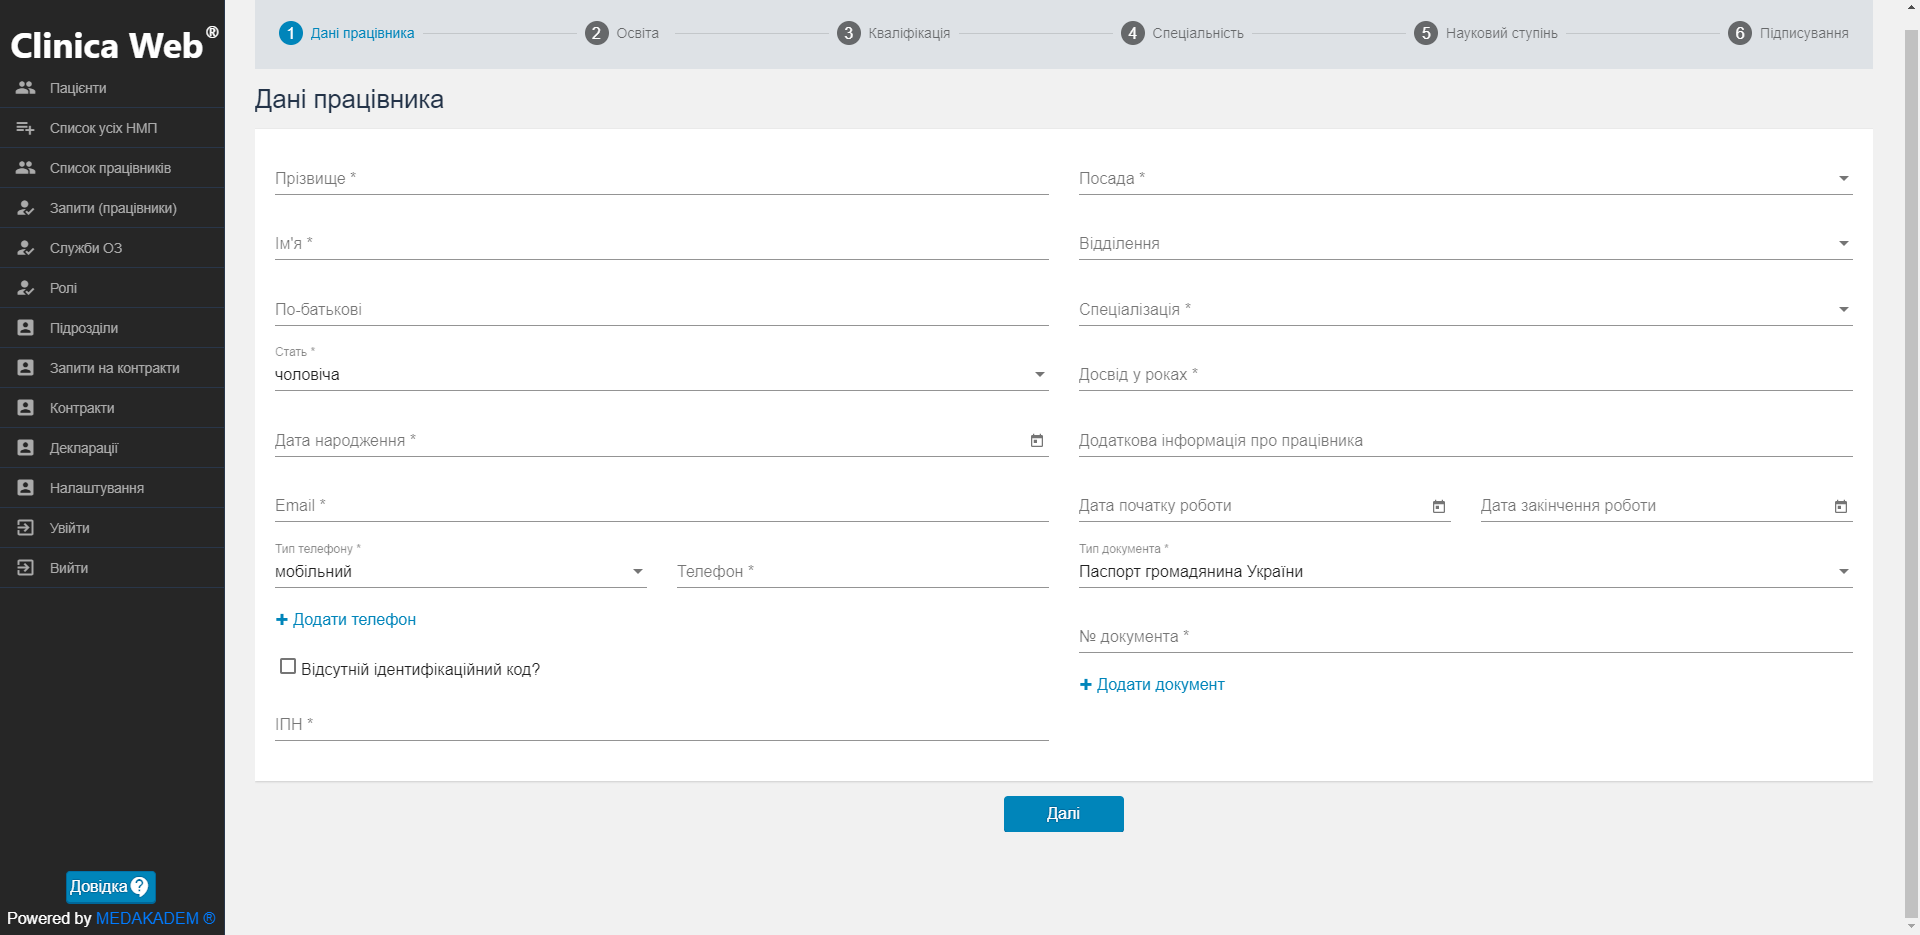 Clinica Web®
Пацієнти
Список усіх НМП
Список працівників
Запити (працівники)
Служби ОЗ
Ролі
Підрозділи
Запити на контракти
Контракти
Декларації
Налаштування
Увійти
Вийти
Довідка ?
Powered by MEDAKADEM ®
1 Дані працівника
2 Освіта
3 Кваліфікація
4 Спеціальність
5 Науковий ступінь
6 Підписування
Дані працівника
Прізвище *
Ім'я *
По-батькові
Стать *
чоловіча
Дата народження *
Email *
Тип телефону *
мобільний
Телефон *
+ Додати телефон
Відсутній ідентифікаційний код?
ІПН *
Посада *
Відділення
Спеціалізація *
Досвід у роках *
Додаткова інформація про працівника
Дата початку роботи
Дата закінчення роботи
Тип документа *
Паспорт громадянина України
№ документа *
+ Додати документ
Далі